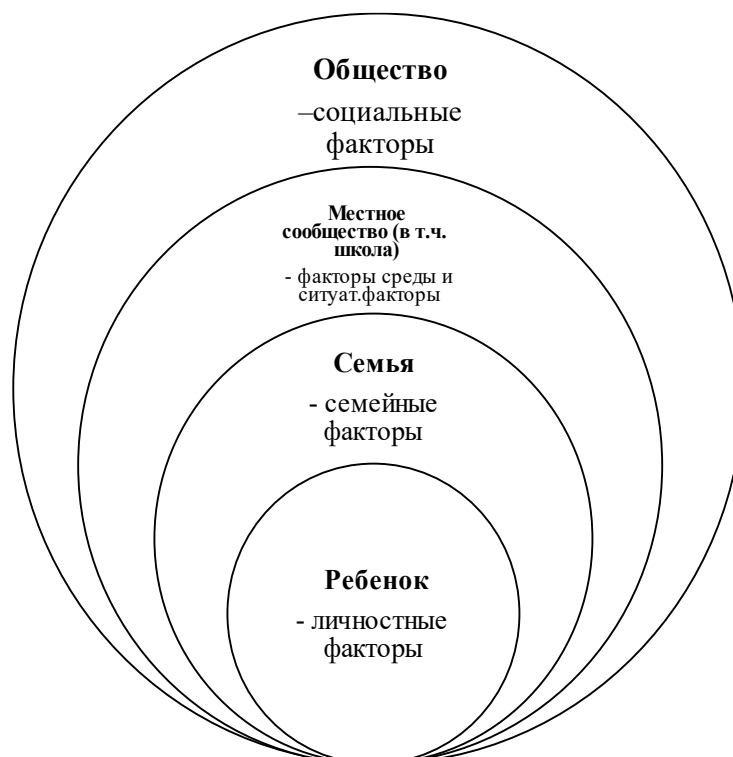 Общество
–социальные
факторы
Местное
сообщество (в т.ч.
школа)
- факторы среды и
ситуат.факторы
Семья
- семейные
факторы
Ребенок
- личностные
факторы